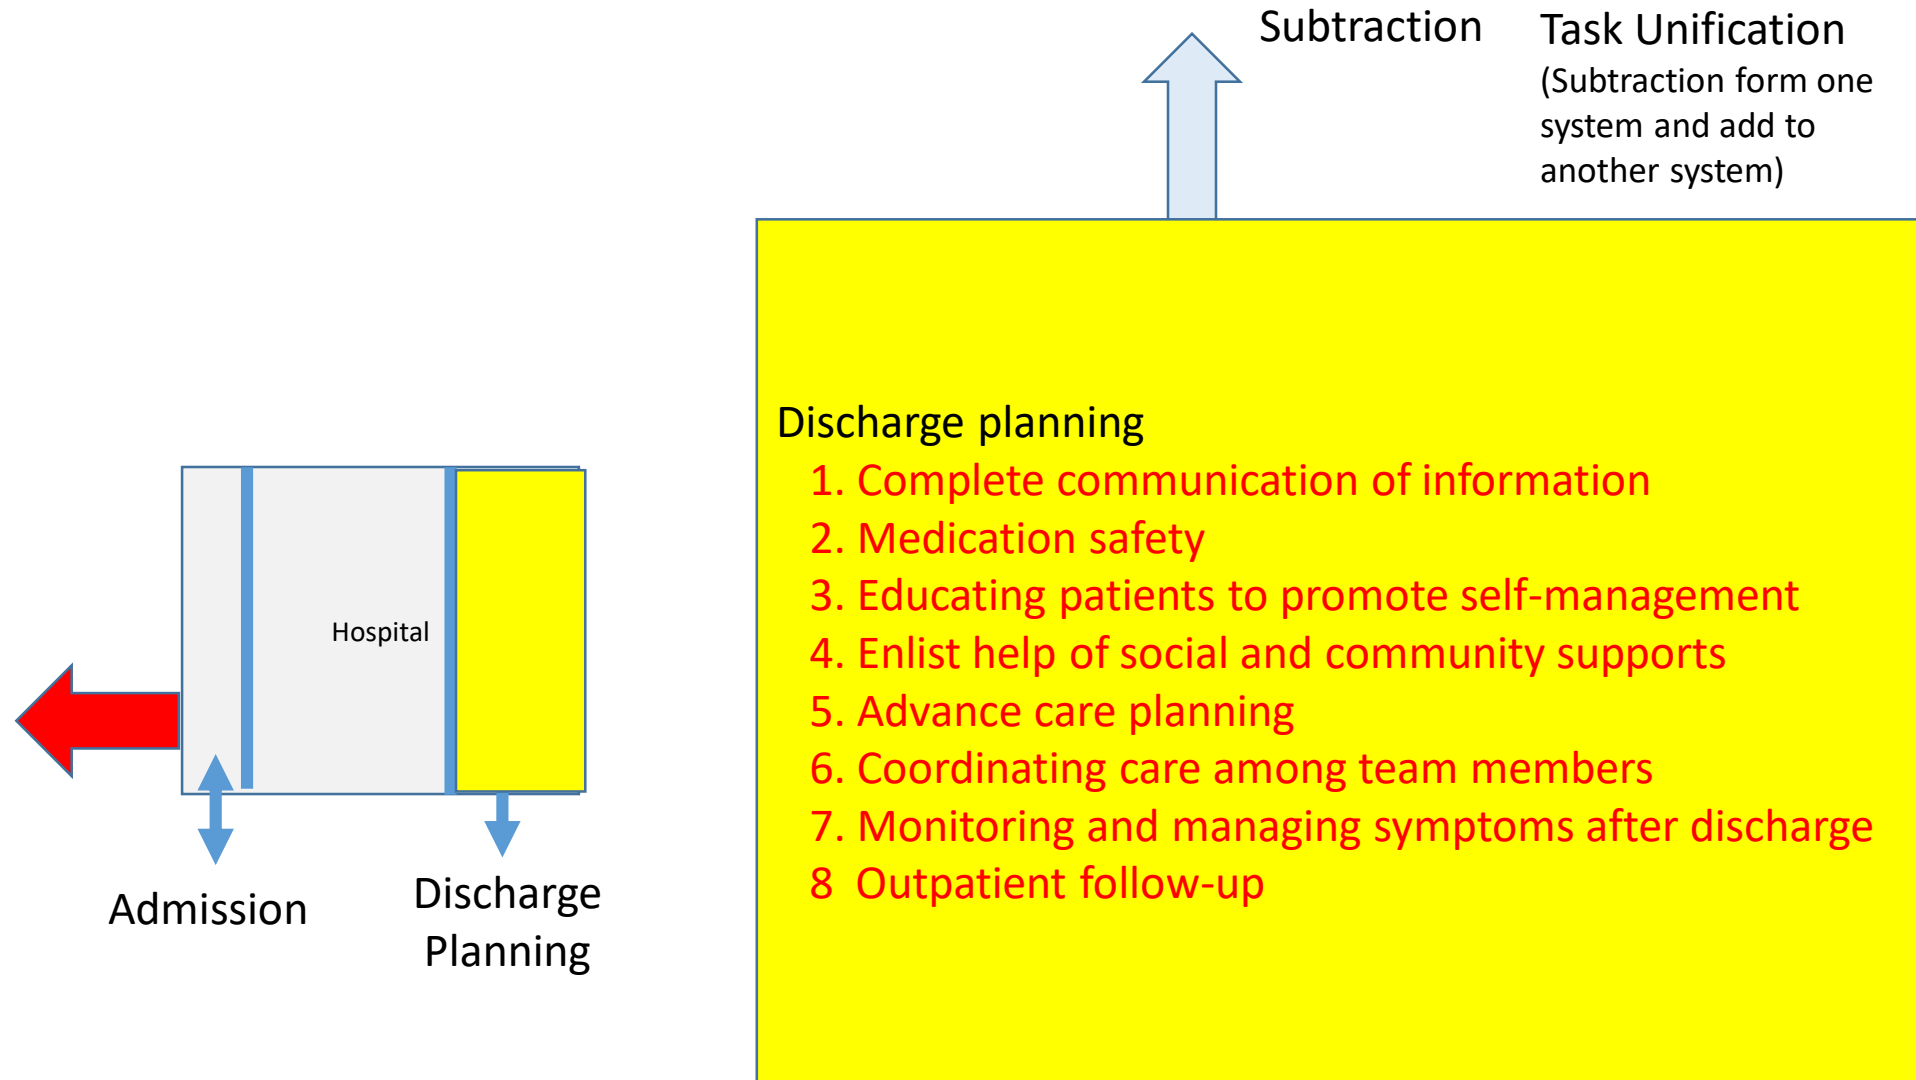 Subtraction
Task Unification
(Subtraction form one
system and add to
another system)
Discharge planning
1. Complete communication of information
2. Medication safety
3. Educating patients to promote self-management
4. Enlist help of social and community supports
5. Advance care planning
6. Coordinating care among team members
7. Monitoring and managing symptoms after discharge
8 Outpatient follow-up
Hospital
Admission
Discharge
Planning